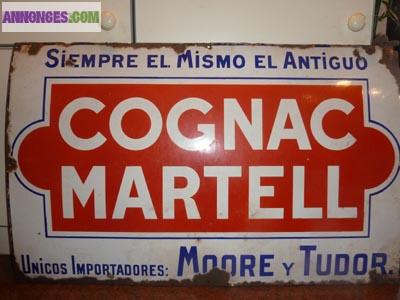 ANNONCES.COM
SIEMPRE EL MISMO EL ANTIGUO
COGNAC
MARTELL
UNICOS IMPORTADORES: MOORE Y TUDOR.